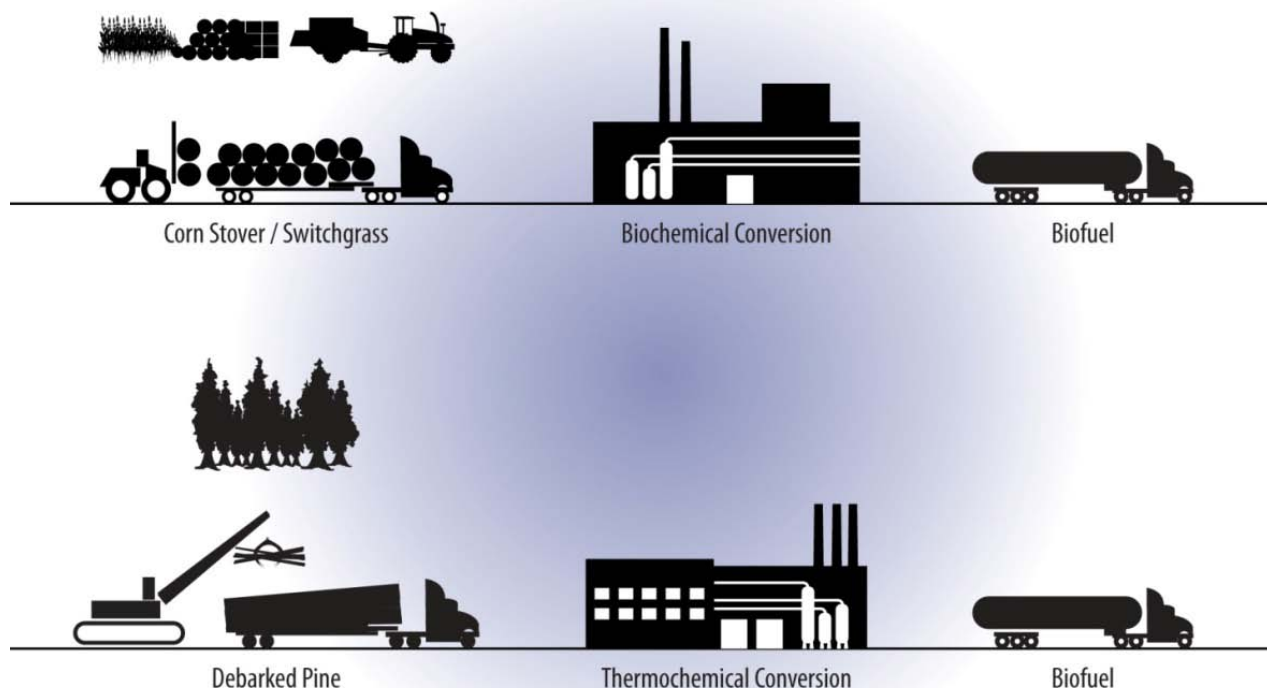 Corn Stover / Switchgrass
Biochemical Conversion
Biofuel
Debarked Pine
Thermochemical Conversion
Biofuel